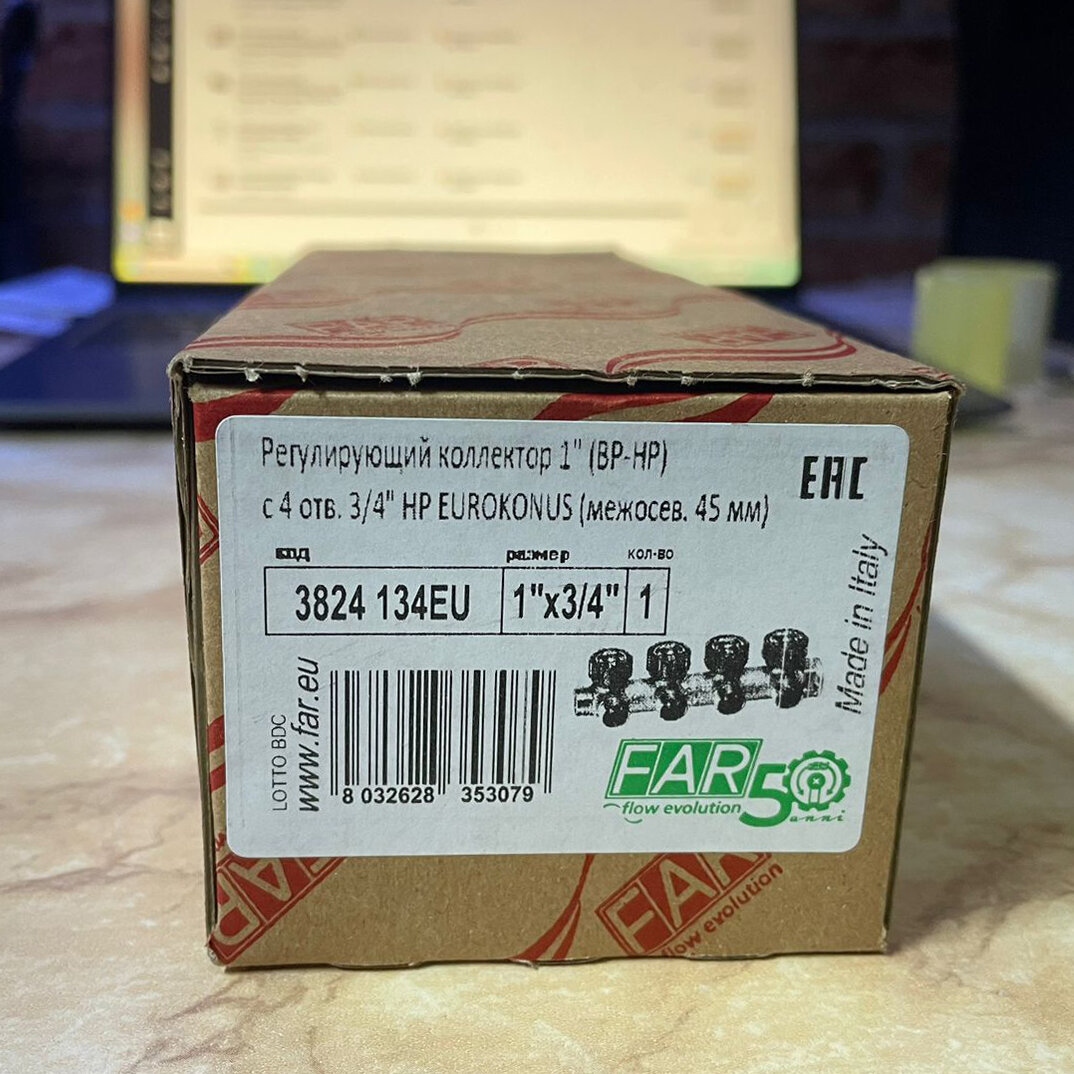 Регулирующий коллектор 1" (ВР-НР)
с 4 отв. 3/4" НР EUROKONUS (межосев. 45 мм)
EAC
код размер кол-во
3824 134EU 1"x3/4" 1
Made in Italy
LOTTO BDC
www.far.eu
8 032628 353079
FAR 50
flow evolution anni
FAR
FAR
flow evolution